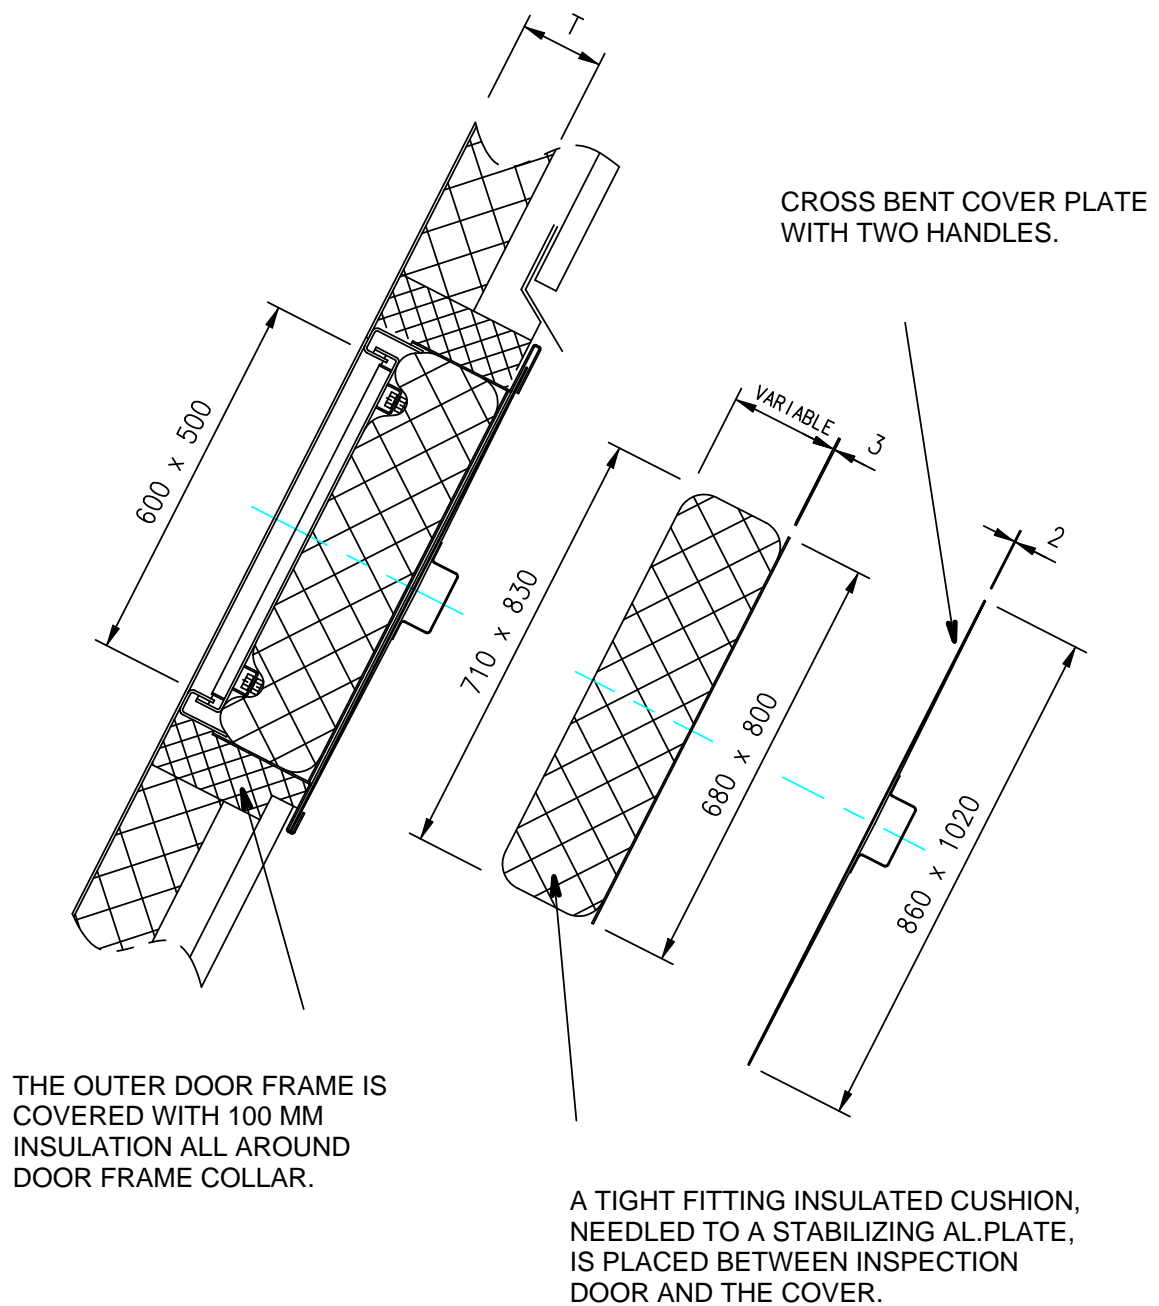 T
CROSS BENT COVER PLATE
WITH TWO HANDLES.
600 x 500
VARIABLE
3
2
710 x 830
680 x 800
860 x 1020
THE OUTER DOOR FRAME IS
COVERED WITH 100 MM
INSULATION ALL AROUND
DOOR FRAME COLLAR.
A TIGHT FITTING INSULATED CUSHION,
NEEDLED TO A STABILIZING AL.PLATE,
IS PLACED BETWEEN INSPECTION
DOOR AND THE COVER.